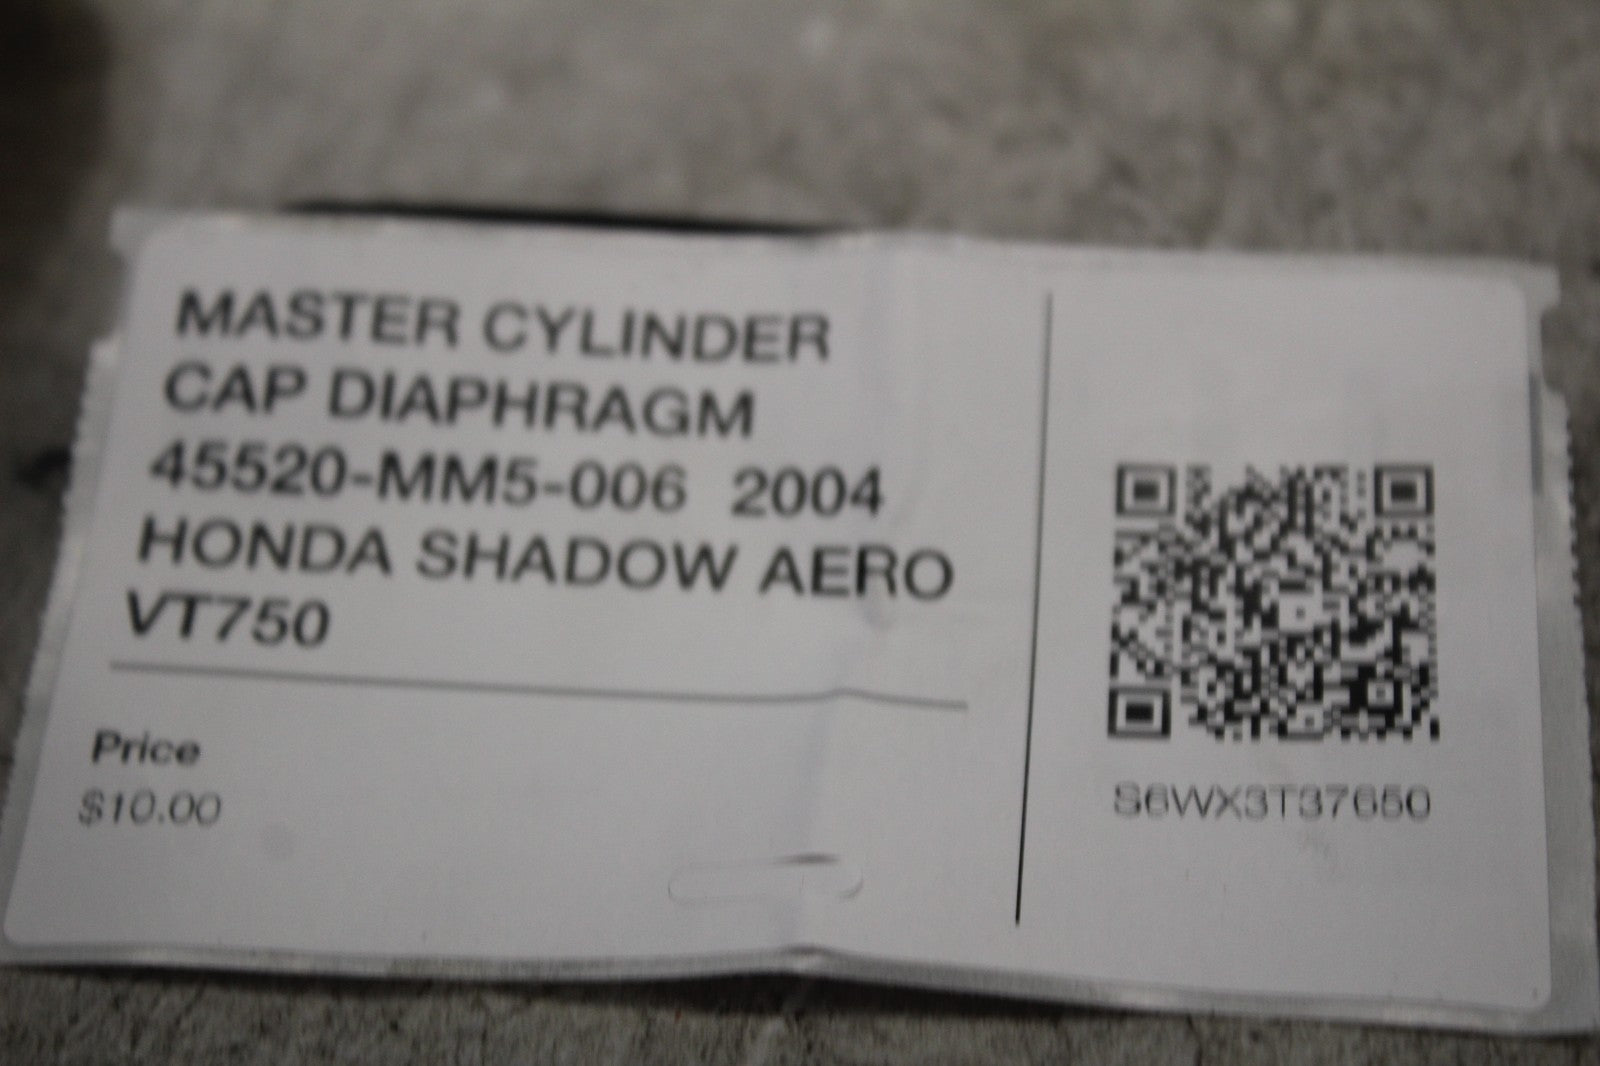 MASTER CYLINDER
CAP DIAPHRAGM
45520-MM5-006 2004
HONDA SHADOW AERO
VT750
Price
$10.00
S6WX3T37650